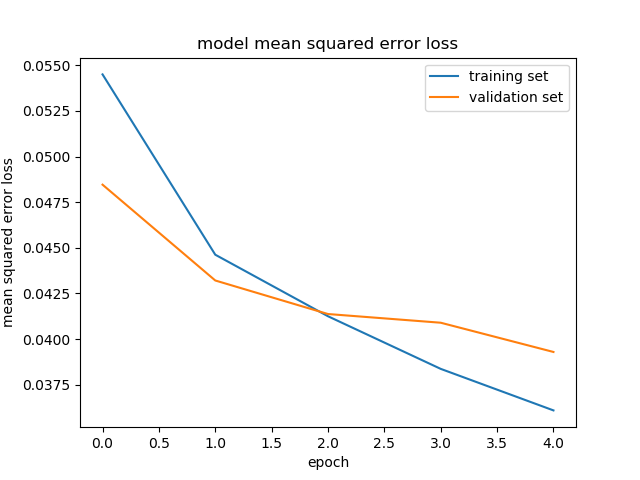 model mean squared error loss
training set
validation set
mean squared error loss
0.0550
0.0525
0.0500
0.0475
0.0450
0.0425
0.0400
0.0375
0.0 0.5 1.0 1.5 2.0 2.5 3.0 3.5 4.0
epoch